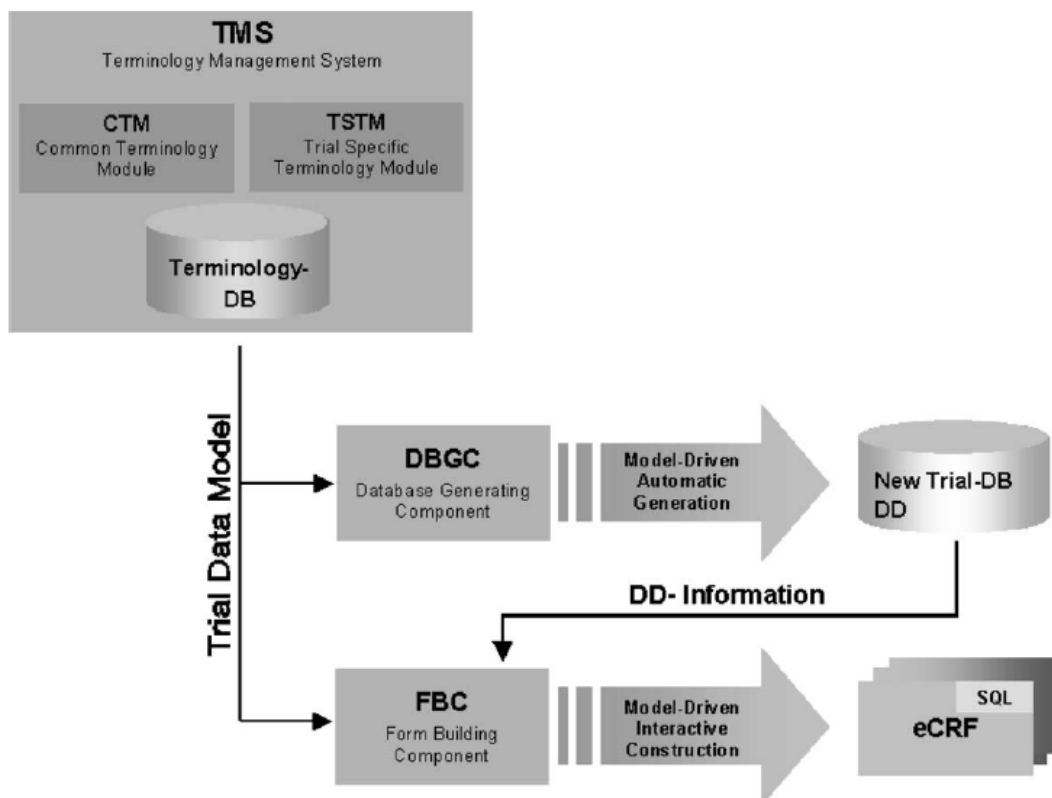 TMS
Terminology Management System
CTM
Common Terminology
Module
TSTM
Trial Specific
Terminology Module
Terminology-
DB
Trial Data Model
DBGC
Database Generating
Component
Model-Driven
Automatic
Generation
New Trial-DB
DD
DD- Information
FBC
Form Building
Component
Model-Driven
Interactive
Construction
SQL
eCRF